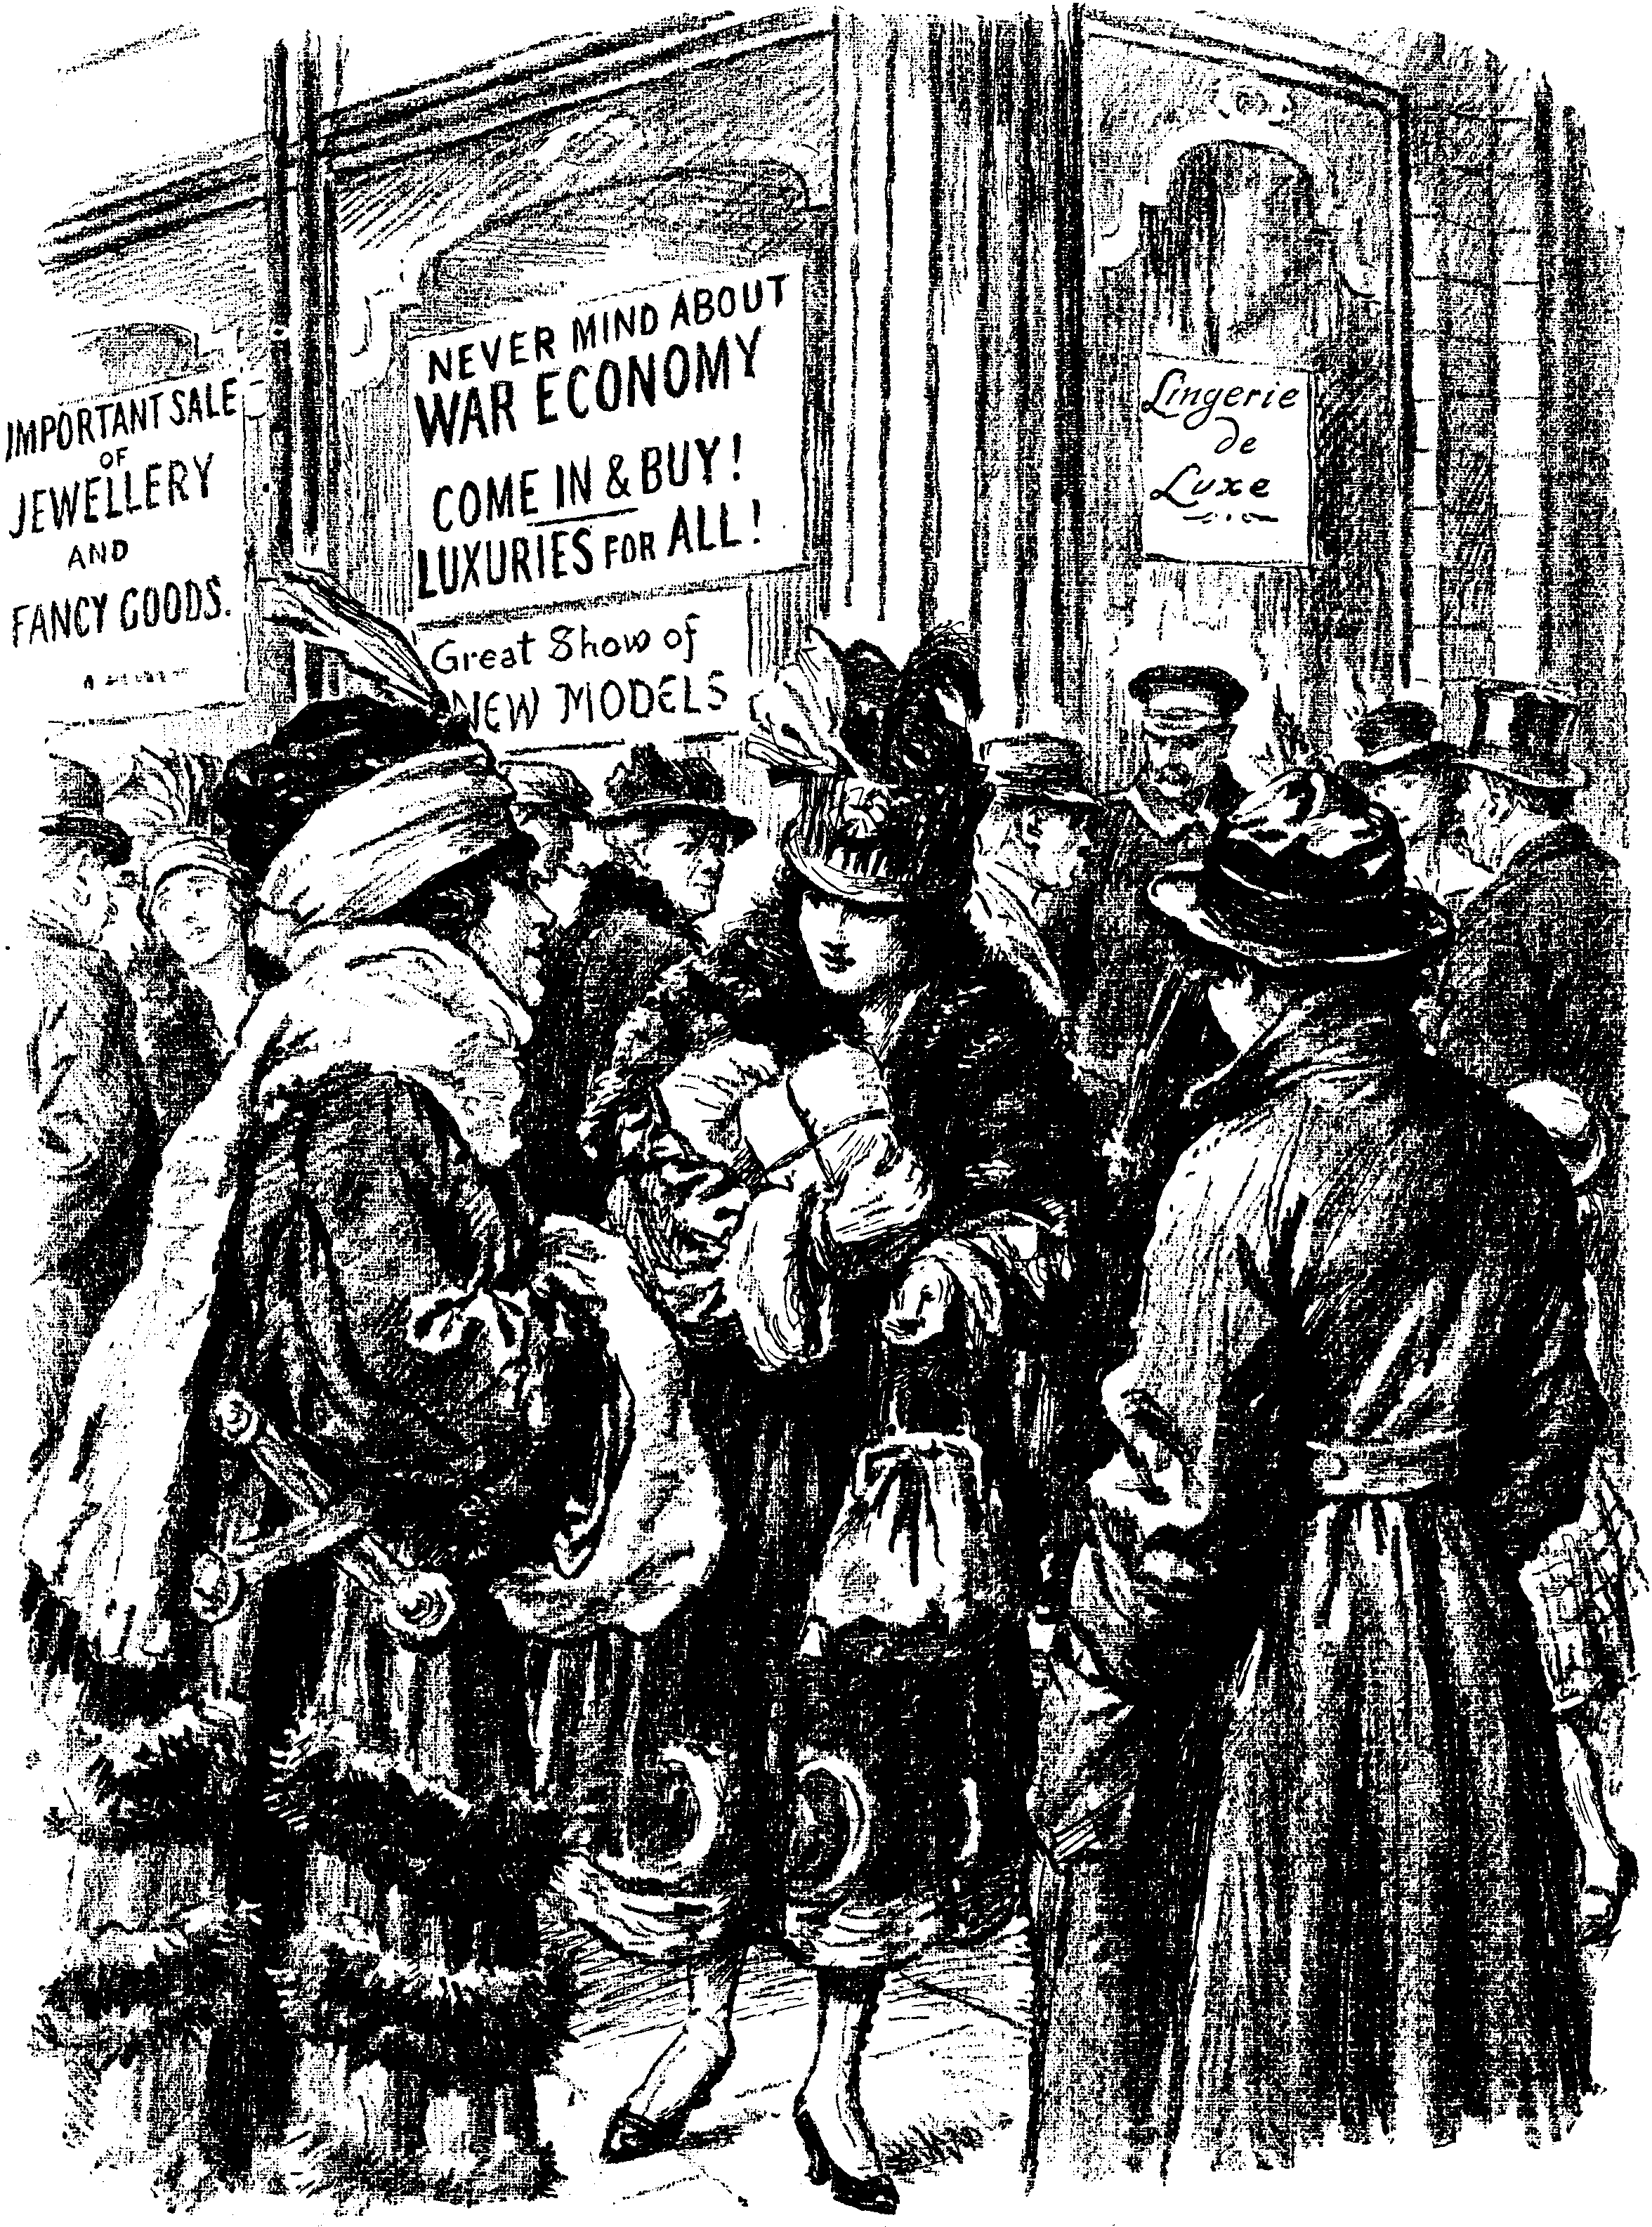 IMPORTANT SALE
OF
JEWELLERY
AND
FANCY GOODS.
NEVER MIND ABOUT
WAR ECONOMY
COME IN & BUY!
LUXURIES FOR ALL!
Great Show of
NEW MODELS
Lingerie
de
Luxe